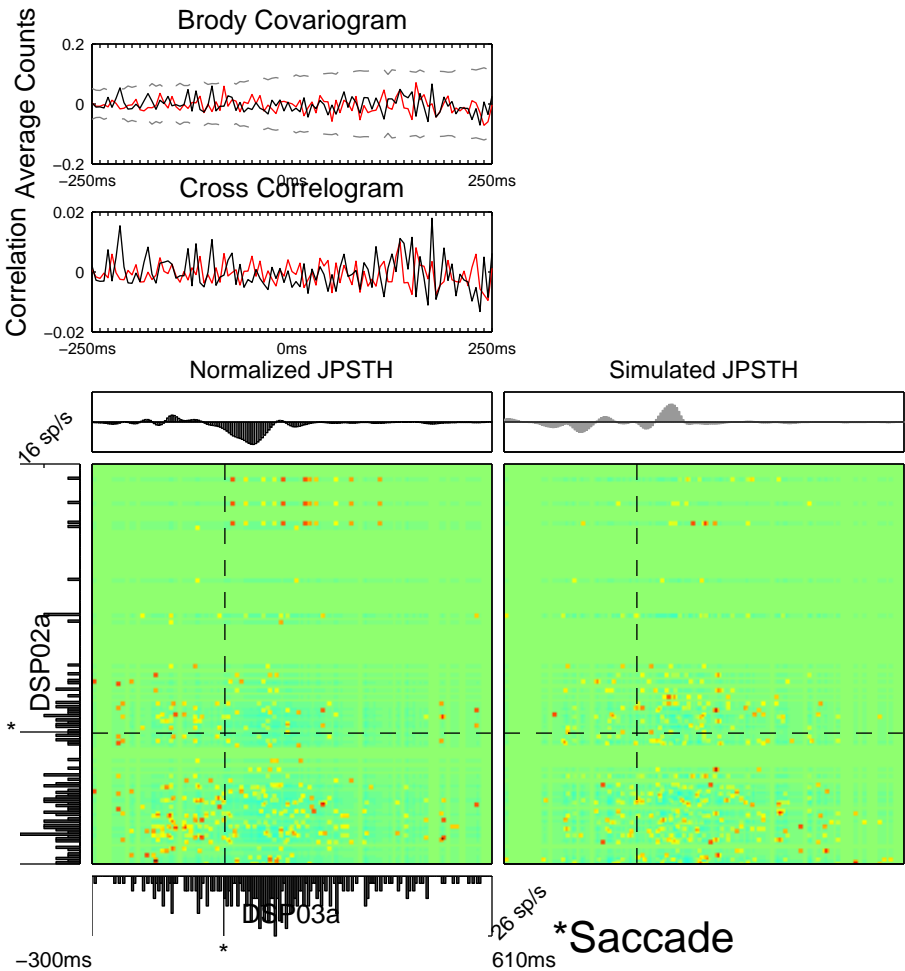 Brody Covariogram
Average Counts
0.2
0
−0.2
−250ms
0ms
250ms
Cross Correlogram
Correlation
0.02
0
−0.02
−250ms
0ms
250ms
Normalized JPSTH
Simulated JPSTH
16 sp/s
DSP02a
*
DSP03a
26 sp/s
*
*Saccade
−300ms
610ms